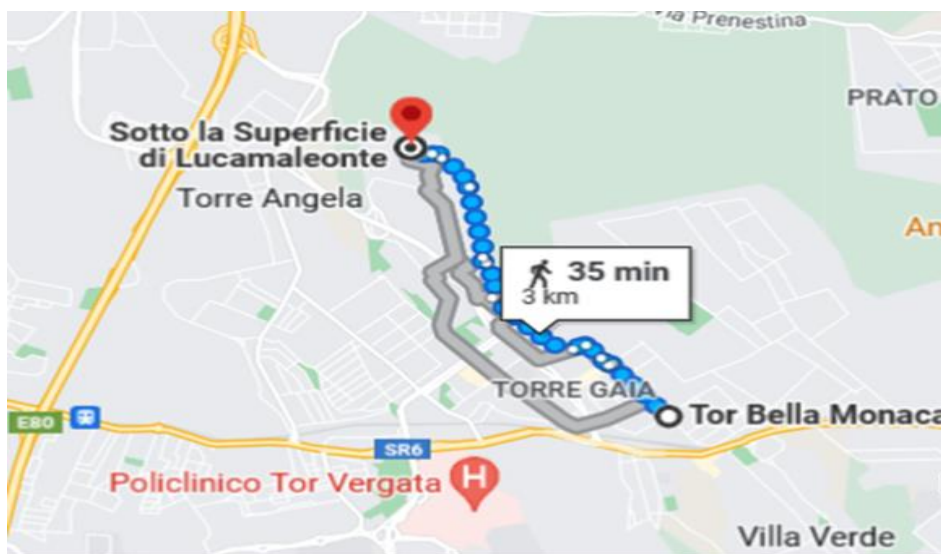 Via Prenestina
PRATO
Sotto la Superficie
di Lucamaleonte
Torre Angela
An
35 min
3 km
TORRE GAIA
Tor Bella Monaca
E80
SR6
Policlinico Tor Vergata
H
Villa Verde